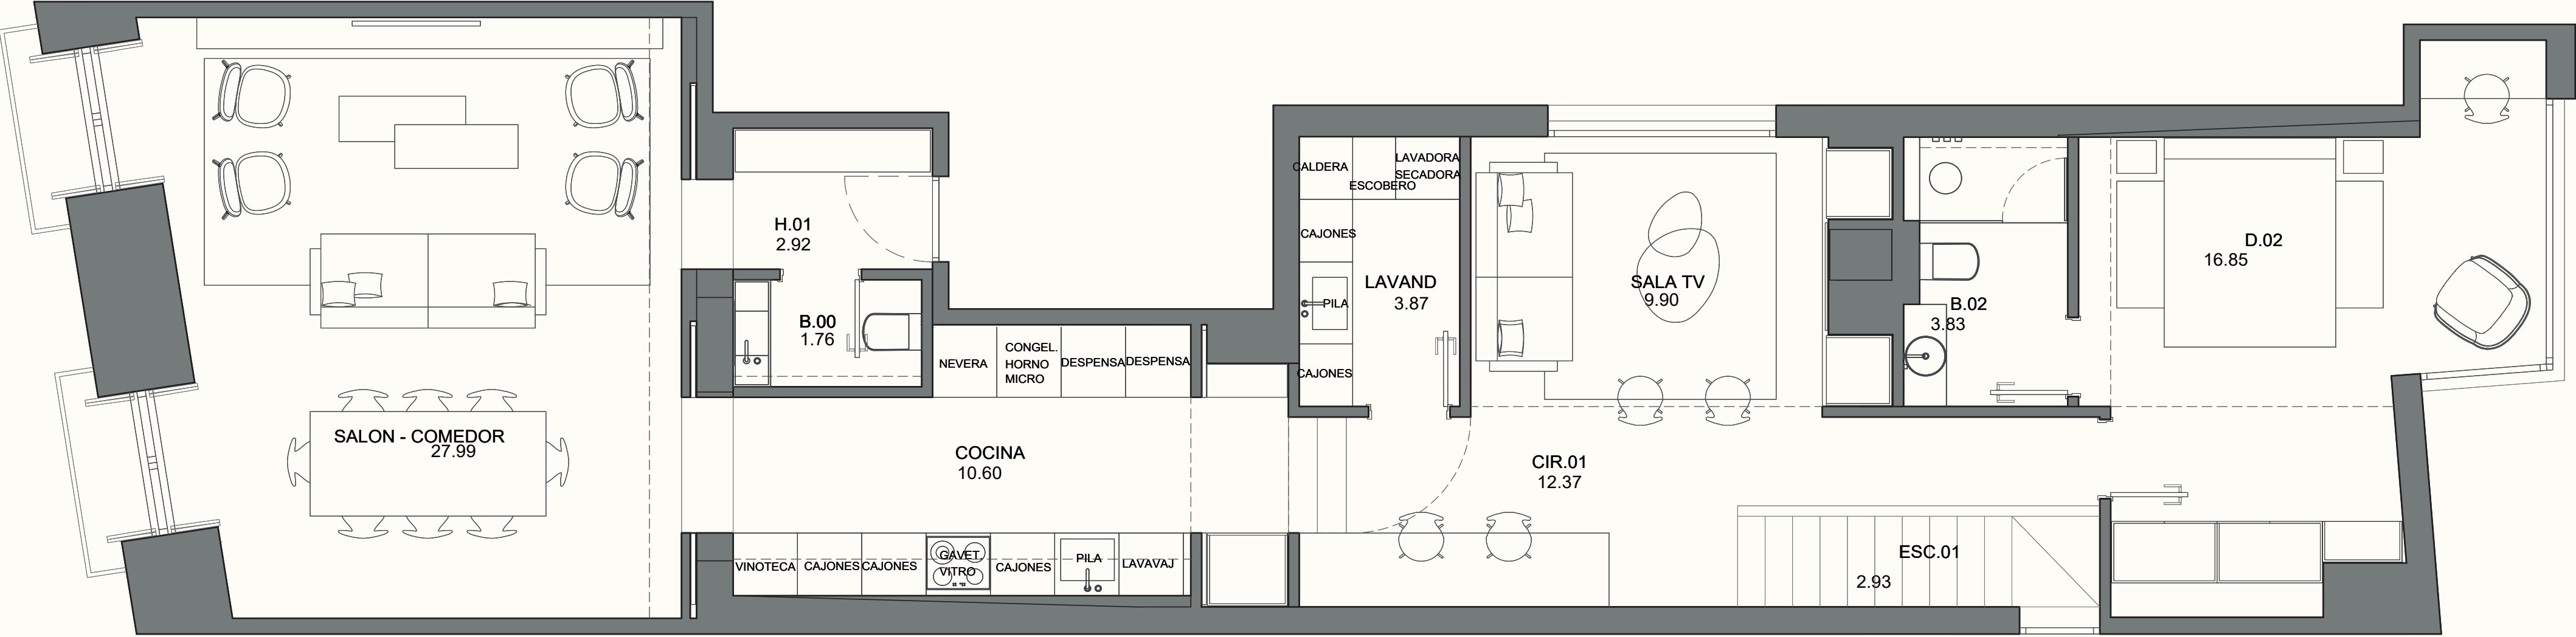 SALON - COMEDOR
27.99
H.01
2.92
B.00
1.76
NEVERA
CONGEL.
HORNO
MICRO
DESPENSA
DESPENSA
COCINA
10.60
VINOTECA
CAJONES
CAJONES
GAVET.
VITRO
CAJONES
PILA
LAVAVAJ
CALDERA
ESCOBERO
LAVADORA
SECADORA
CAJONES
PILA
CAJONES
LAVAND
3.87
SALA TV
9.90
CIR.01
12.37
ESC.01
2.93
B.02
3.83
D.02
16.85